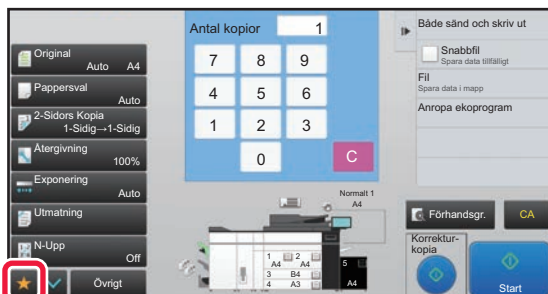 Original
Auto A4
Pappersval
Auto
2-Sidors Kopia
1-Sidig→1-Sidig
Återgivning
100%
Exponering
Auto
Utmatning
N-Upp
Off
Övrigt
Antal kopior 1
7 8 9
4 5 6
1 2 3
0 C
Normalt 1
A4
1 2
A4 A4
3 B4
4 A3
5
A4
Både sänd och skriv ut
Snabbfil
Spara data tillfälligt
Fil
Spara data i mapp
Anropa ekoprogram
Förhandsgr. CA
Korrektur-
kopia
Start